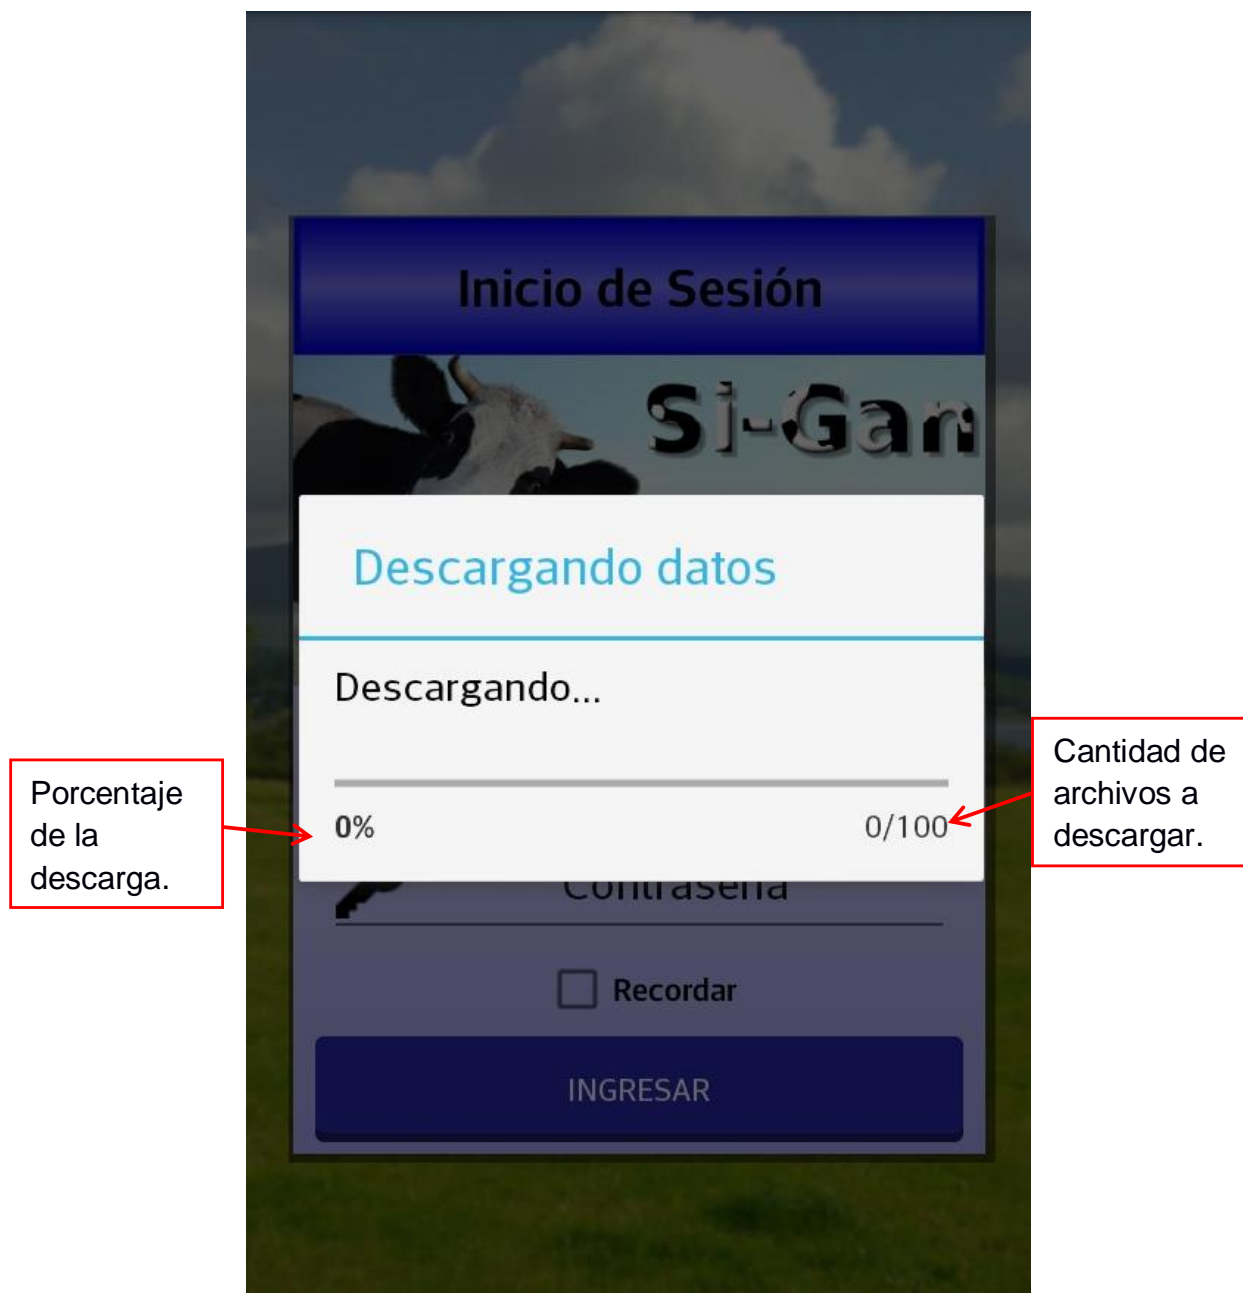 Inicio de Sesión
Si-Gan
Descargando datos
Descargando...
0%
0/100
Porcentaje
de la
descarga.
Cantidad de
archivos a
descargar.
Contraseña
Recordar
INGRESAR